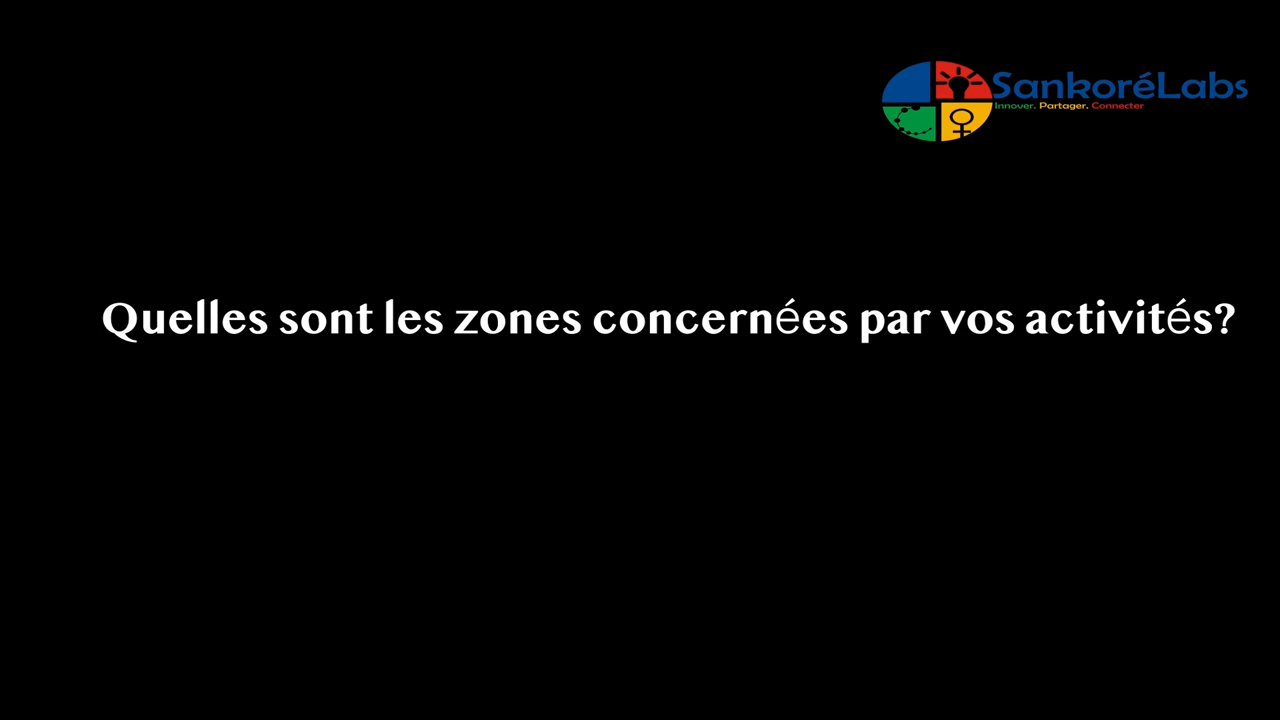 SankoréLabs
Innover. Partager. Connecter
Quelles sont les zones concernées par vos activités?